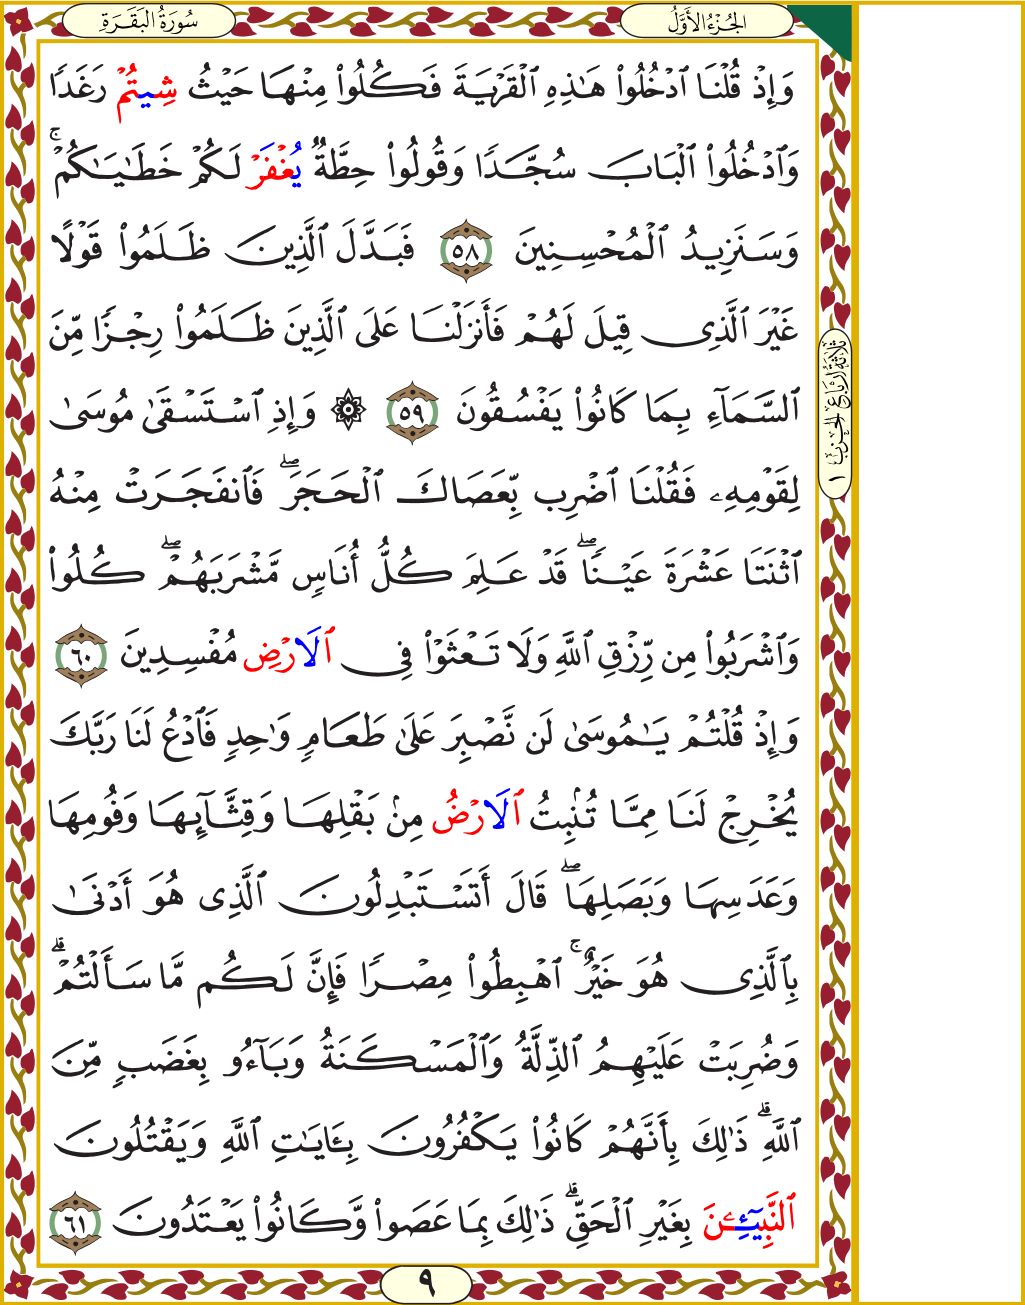 الجُزْءُ الأَوَّلُ
سُورَةُ البَقَرَةِ
وَإِذْ قُلْنَا ٱدْخُلُواْ هَٰذِهِ ٱلْقَرْيَةَ فَكُلُواْ مِنْهَا حَيْثُ شِيتُمْ رَغَدًا
وَٱدْخُلُواْ ٱلْبَابَ سُجَّدًا وَقُولُواْ حِطَّةٌ يُغْفَرْ لَكُمْ خَطَٰيَٰكُمْۚ
وَسَنَزِيدُ ٱلْمُحْسِنِينَ ٥٨ فَبَدَّلَ ٱلَّذِينَ ظَلَمُواْ قَوْلًا
غَيْرَ ٱلَّذِى قِيلَ لَهُمْ فَأَنزَلْنَا عَلَى ٱلَّذِينَ ظَلَمُواْ رِجْزًا مِّنَ
ٱلسَّمَآءِ بِمَا كَانُواْ يَفْسُقُونَ ٥٩ ۞ وَإِذِ ٱسْتَسْقَىٰ مُوسَىٰ
لِقَوْمِهِۦ فَقُلْنَا ٱضْرِب بِّعَصَاكَ ٱلْحَجَرَۖ فَٱنفَجَرَتْ مِنْهُ
ٱثْنَتَا عَشْرَةَ عَيْنًاۖ قَدْ عَلِمَ كُلُّ أُنَاسٍ مَّشْرَبَهُمْۖ كُلُواْ
وَٱشْرَبُواْ مِن رِّزْقِ ٱللَّهِ وَلَا تَعْثَوْاْ فِى ٱلَارْضِ مُفْسِدِينَ ٦٠
وَإِذْ قُلْتُمْ يَٰمُوسَىٰ لَن نَّصْبِرَ عَلَىٰ طَعَامٍ وَٰحِدٍ فَٱدْعُ لَنَا رَبَّكَ
يُخْرِجْ لَنَا مِمَّا تُنۢبِتُ ٱلَارْضُ مِنۢ بَقْلِهَا وَقِثَّآئِهَا وَفُومِهَا
وَعَدَسِهَا وَبَصَلِهَاۖ قَالَ أَتَسْتَبْدِلُونَ ٱلَّذِى هُوَ أَدْنَىٰ
بِٱلَّذِى هُوَ خَيْرٌۚ ٱهْبِطُواْ مِصْرًا فَإِنَّ لَكُم مَّا سَأَلْتُمْۗ
وَضُرِبَتْ عَلَيْهِمُ ٱلذِّلَّةُ وَٱلْمَسْكَنَةُ وَبَآءُو بِغَضَبٍ مِّنَ
ٱللَّهِۗ ذَٰلِكَ بِأَنَّهُمْ كَانُواْ يَكْفُرُونَ بِـَٔايَٰتِ ٱللَّهِ وَيَقْتُلُونَ
ٱلنَّبِيٓـِٔۧنَ بِغَيْرِ ٱلْحَقِّۗ ذَٰلِكَ بِمَا عَصَواْ وَّكَانُواْ يَعْتَدُونَ ٦١
ثلاثة أرباع الحزب ١
٩